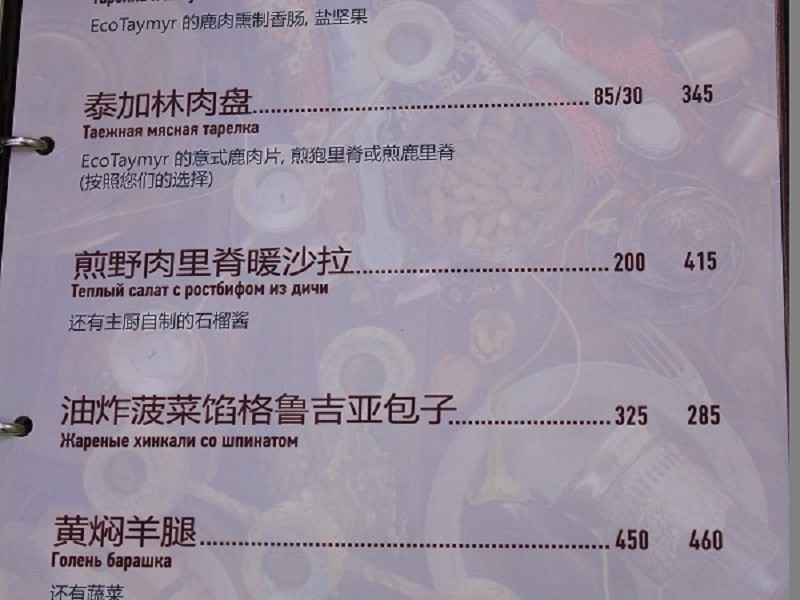 EcoTaymyr 的鹿肉熏制香肠, 盐坚果
泰加林肉盘 85/30 345
Таежная мясная тарелка
EcoTaymyr 的意式鹿肉片, 煎狍里脊或煎鹿里脊
(按照您们的选择)
煎野肉里脊暖沙拉 200 415
Теплый салат с ростбифом из дичи
还有主厨自制的石榴酱
油炸菠菜馅格鲁吉亚包子 325 285
Жареные хинкали со шпинатом
黄焖羊腿 450 460
Голень барашка
还有蔬菜